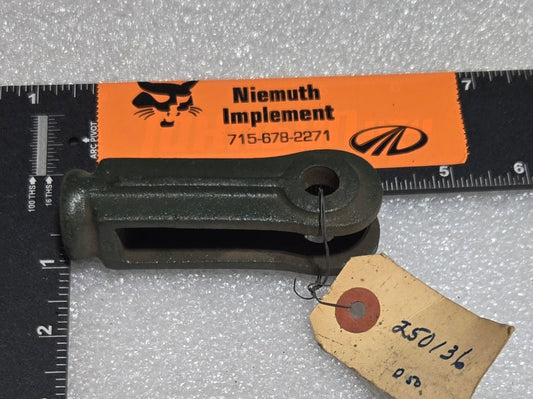 1
7
Niemuth
Implement
715-678-2271
ARC PIVOT
100 THS
16 THS
1
2
5
6
250136